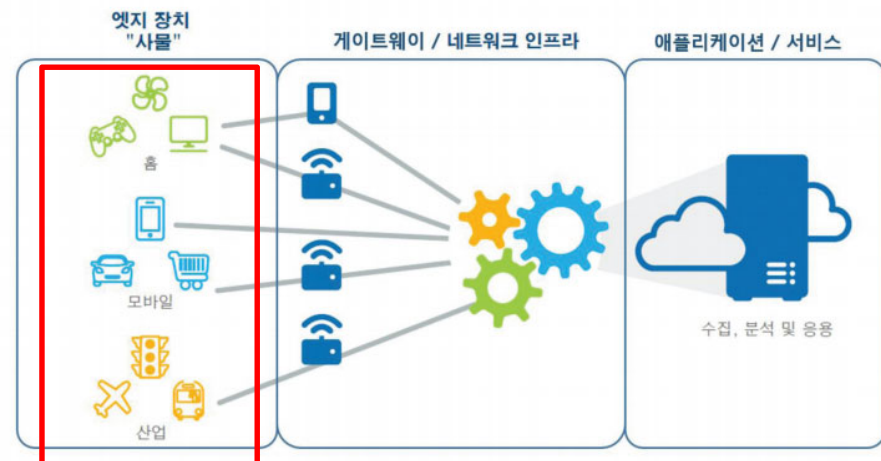 엣지 장치
"사물"
게이트웨이 / 네트워크 인프라
애플리케이션 / 서비스
홈
모바일
산업
수집, 분석 및 응용